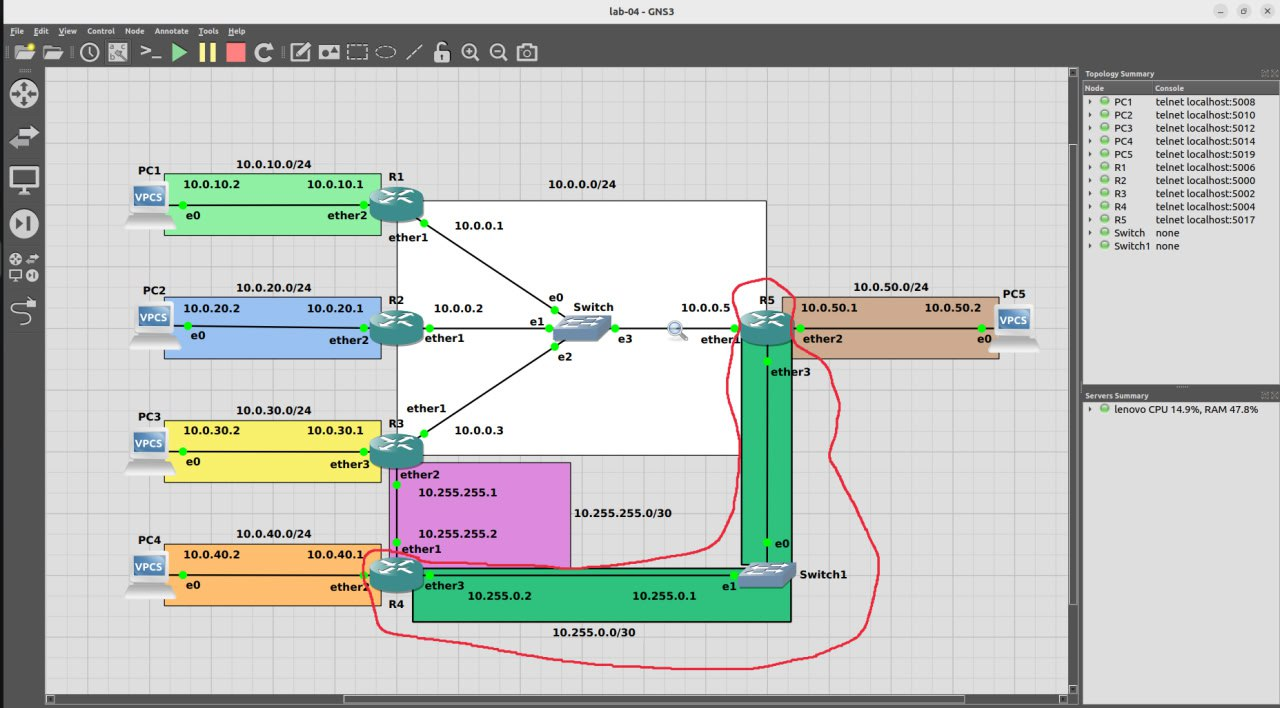 lab-04 - GNS3
File Edit View Control Node Annotate Tools Help
Topology Summary
Node Console
PC1 telnet localhost:5008
PC2 telnet localhost:5010
PC3 telnet localhost:5012
PC4 telnet localhost:5014
PC5 telnet localhost:5019
R1 telnet localhost:5006
R2 telnet localhost:5000
R3 telnet localhost:5002
R4 telnet localhost:5004
R5 telnet localhost:5017
Switch none
Switch1 none
Servers Summary
lenovo CPU 14.9%, RAM 47.8%
10.0.10.0/24
PC1
R1
10.0.10.2 10.0.10.1
VPCS
e0 ether2
ether1
10.0.0.1
10.0.0.0/24
10.0.20.0/24
PC2
R2
10.0.20.2 10.0.20.1
VPCS
e0 ether2
ether1
10.0.0.2
e0
Switch
e1
e2
e3
10.0.0.5
R5
ether1
10.0.50.0/24
PC5
10.0.50.1 10.0.50.2
VPCS
ether2 e0
ether3
10.0.30.0/24
PC3
R3
10.0.30.2 10.0.30.1
VPCS
e0 ether3
ether1
10.0.0.3
ether2
10.255.255.1
10.255.255.0/30
10.255.255.2
ether1
10.0.40.0/24
PC4
10.0.40.2 10.0.40.1
VPCS
e0 ether2
R4
ether3
10.255.0.2 10.255.0.1
e0
e1
Switch1
10.255.0.0/30